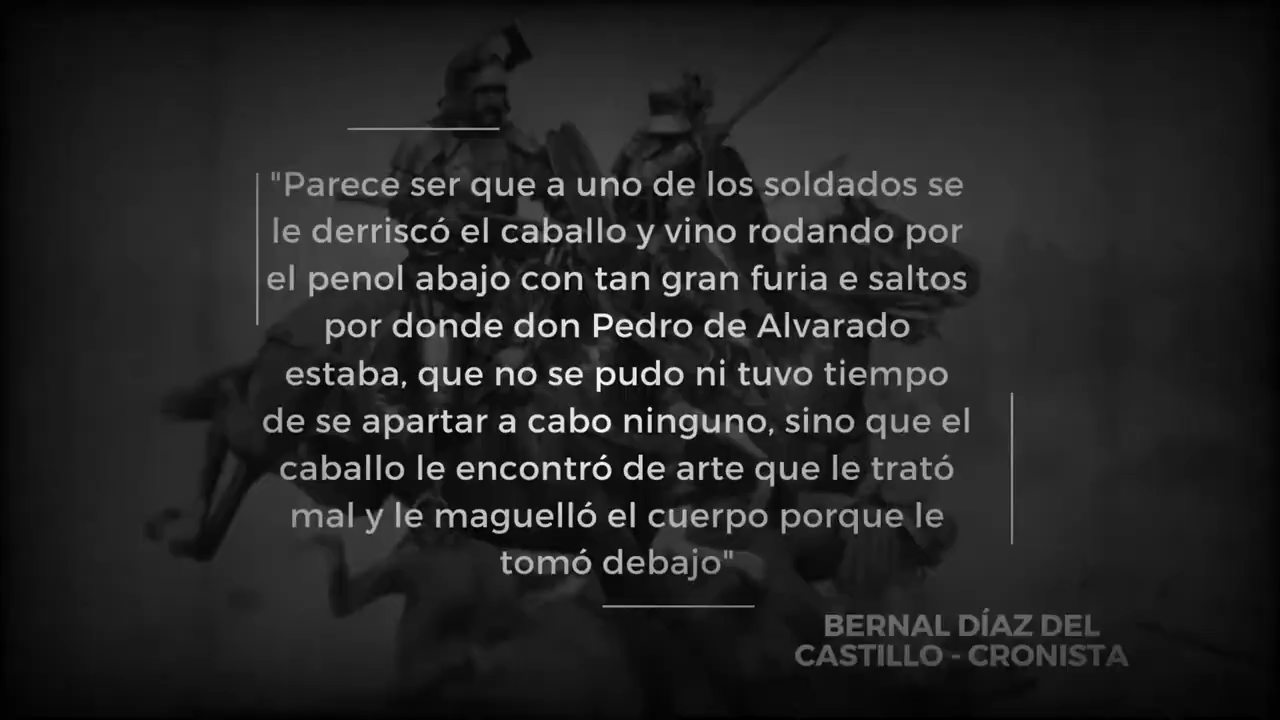 "Parece ser que a uno de los soldados se
le derriscó el caballo y vino rodando por
el penol abajo con tan gran furia e saltos
por donde don Pedro de Alvarado
estaba, que no se pudo ni tuvo tiempo
de se apartar a cabo ninguno, sino que el
caballo le encontró de arte que le trató
mal y le maguelló el cuerpo porque le
tomó debajo"
BERNAL DÍAZ DEL
CASTILLO - CRONISTA